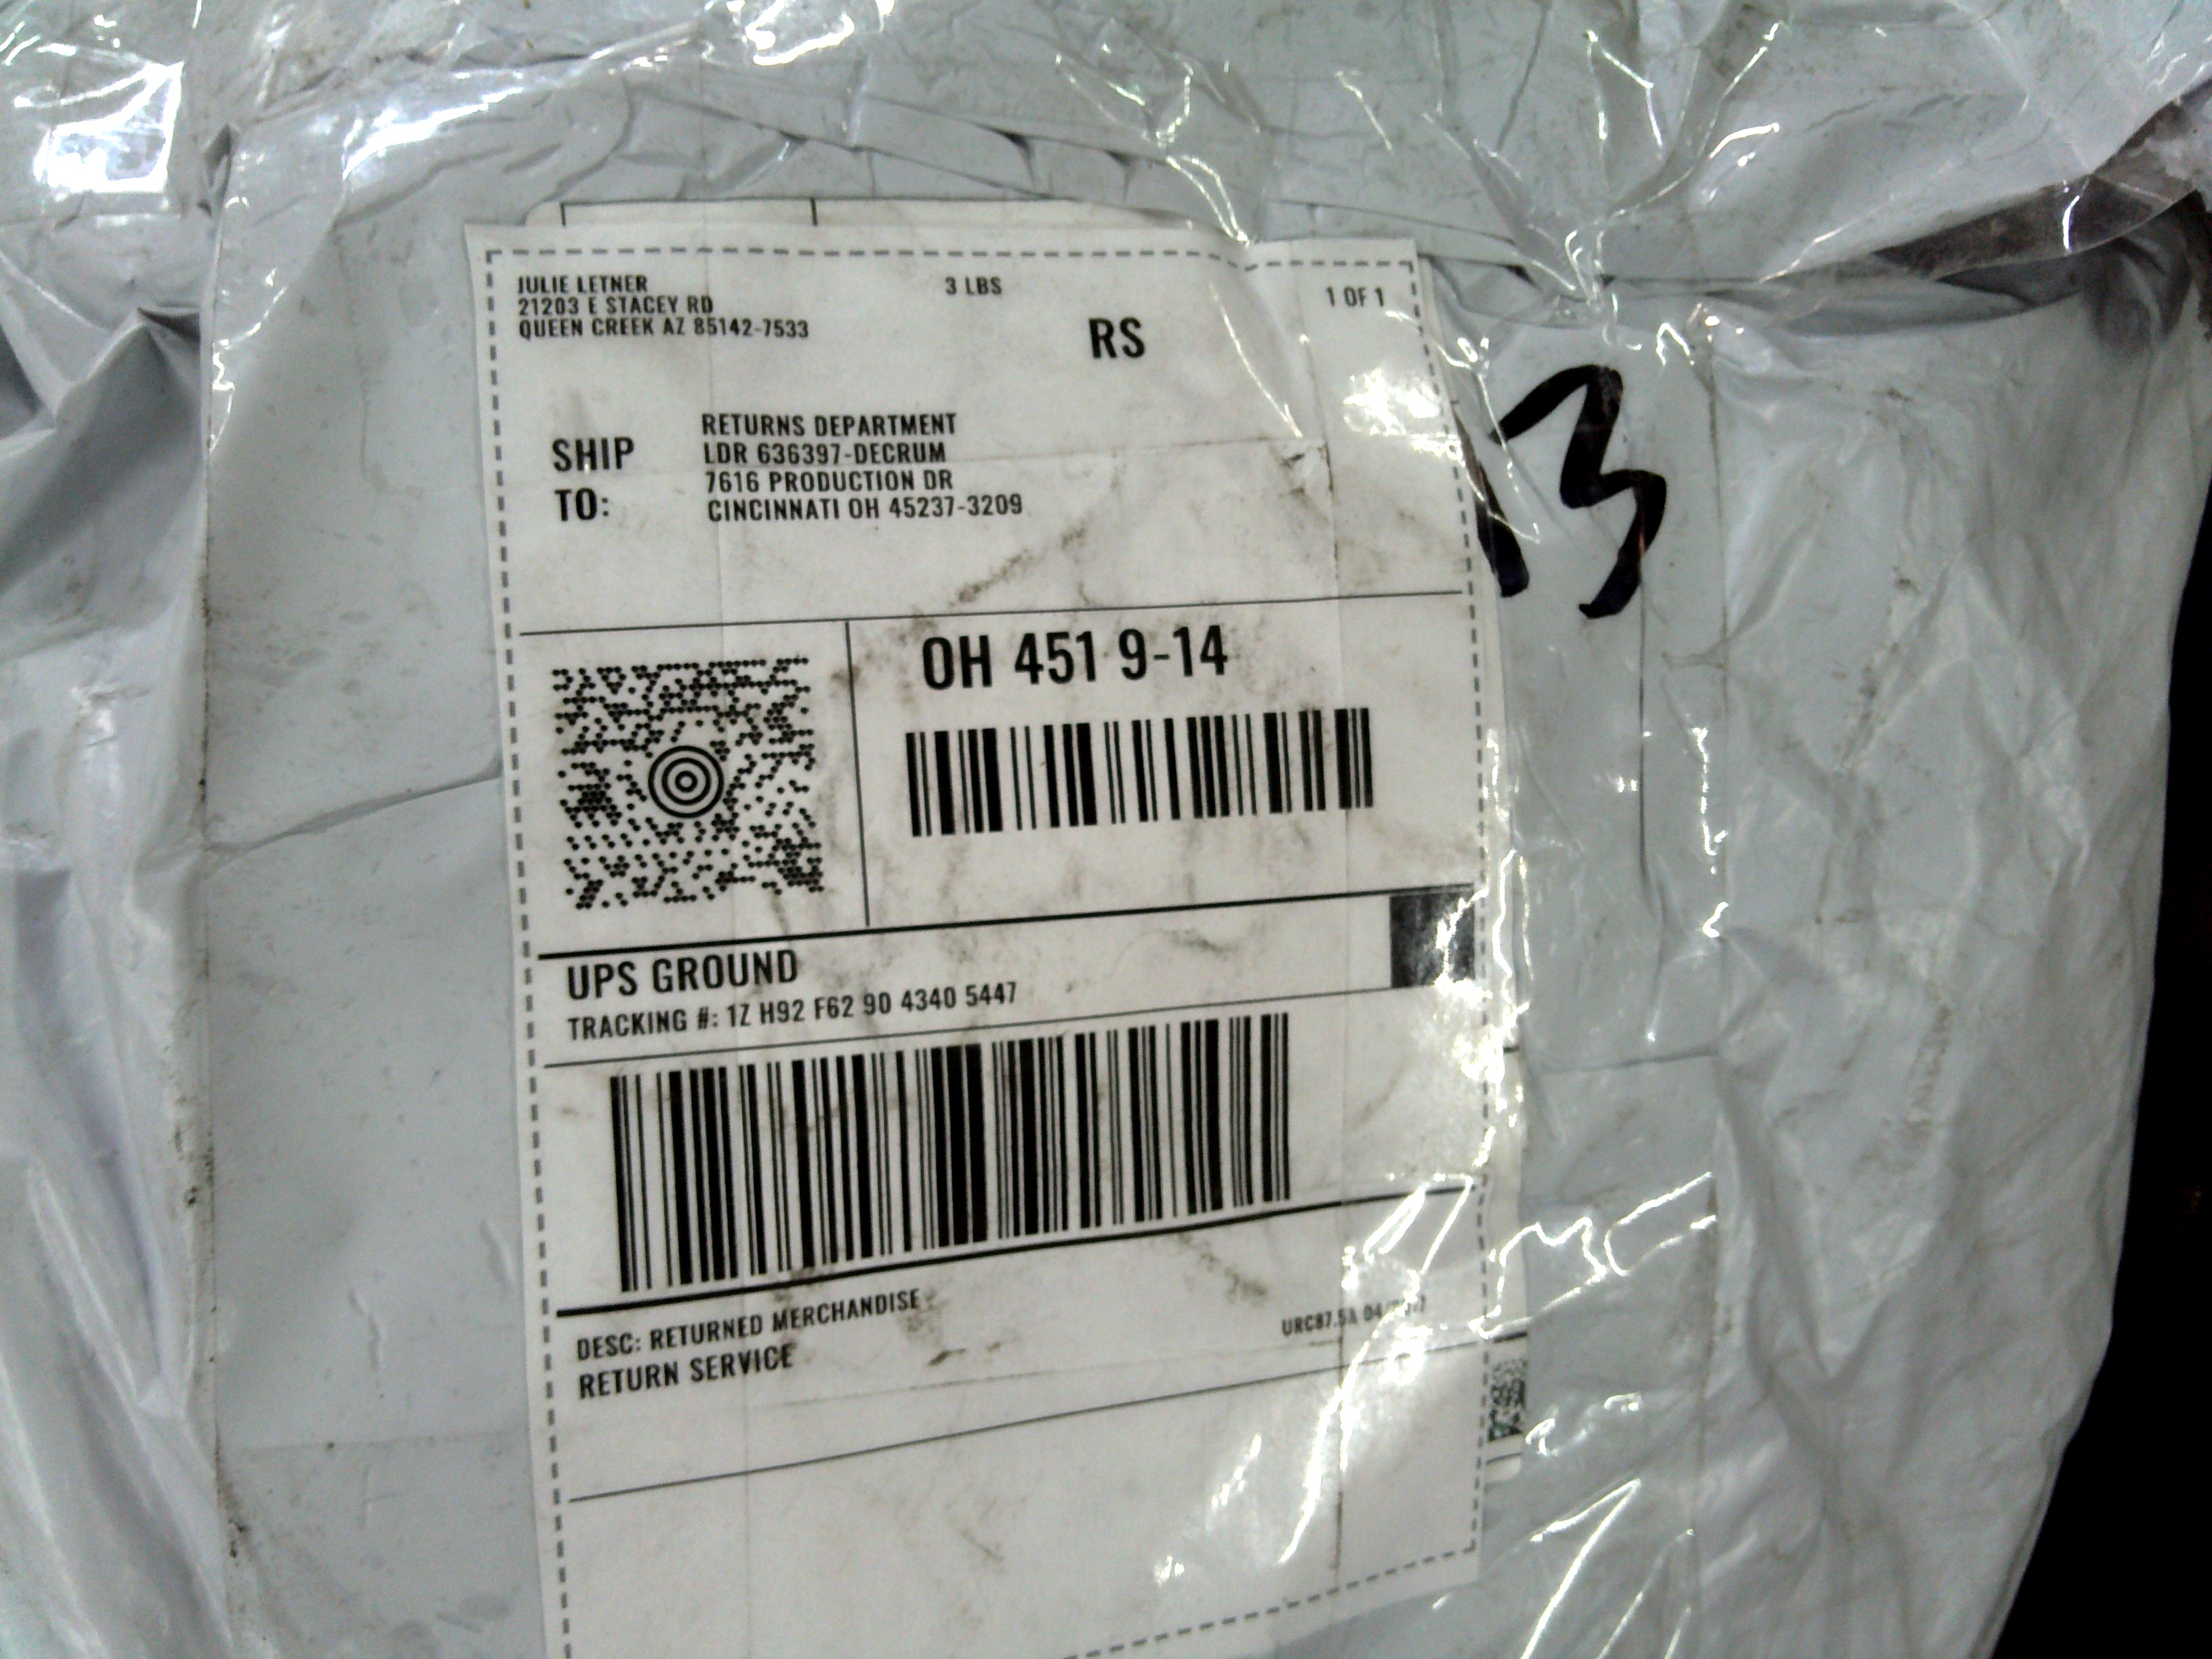 JULIE LETNER
21203 E STACEY RD
QUEEN CREEK AZ 85142-7533
3 LBS
1 OF 1
RS
SHIP TO:
RETURNS DEPARTMENT
LDR 636397-DECRUM
7616 PRODUCTION DR
CINCINNATI OH 45237-3209
13
OH 451 9-14
UPS GROUND
TRACKING #: 1Z H92 F62 90 4340 5447
DESC: RETURNED MERCHANDISE
RETURN SERVICE
URC87.5A